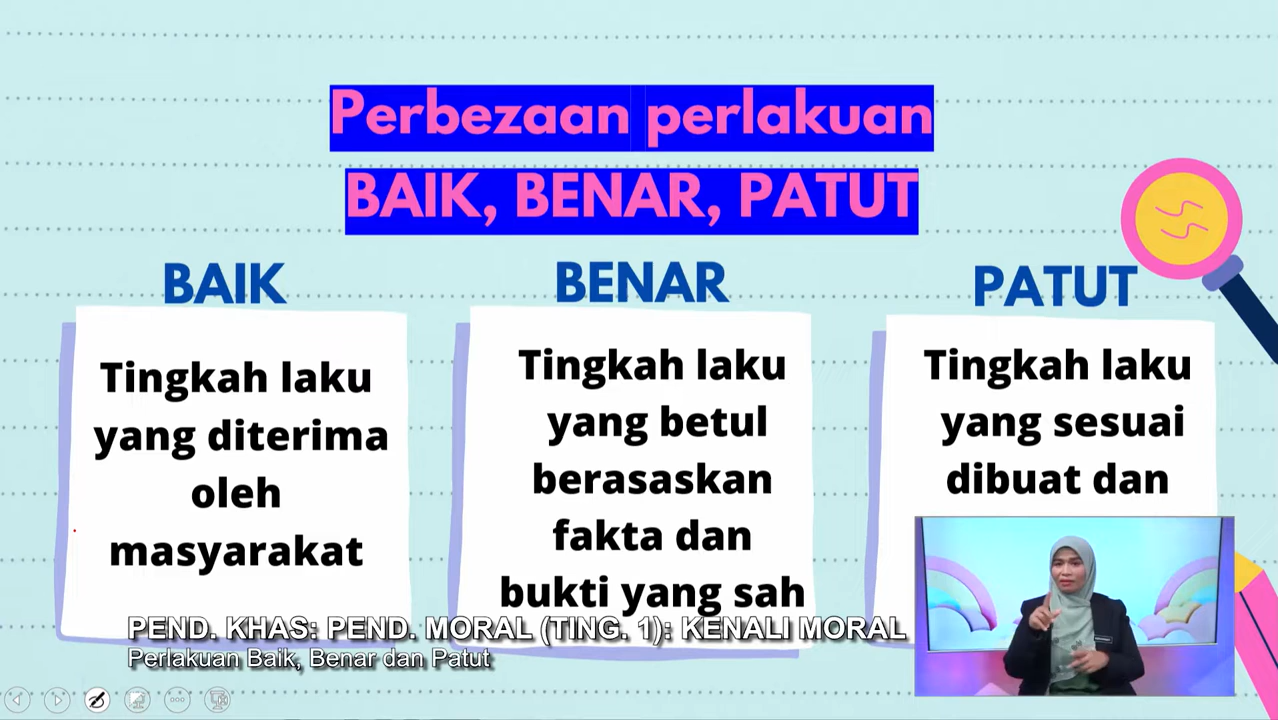 Perbezaan perlakuan
BAIK, BENAR, PATUT
BAIK
Tingkah laku
yang diterima
oleh
masyarakat
BENAR
Tingkah laku
yang betul
berasaskan
fakta dan
bukti yang sah
PATUT
Tingkah laku
yang sesuai
dibuat dan
PEND. KHAS: PEND. MORAL (TING. 1): KENALI MORAL
Perlakuan Baik, Benar dan Patut